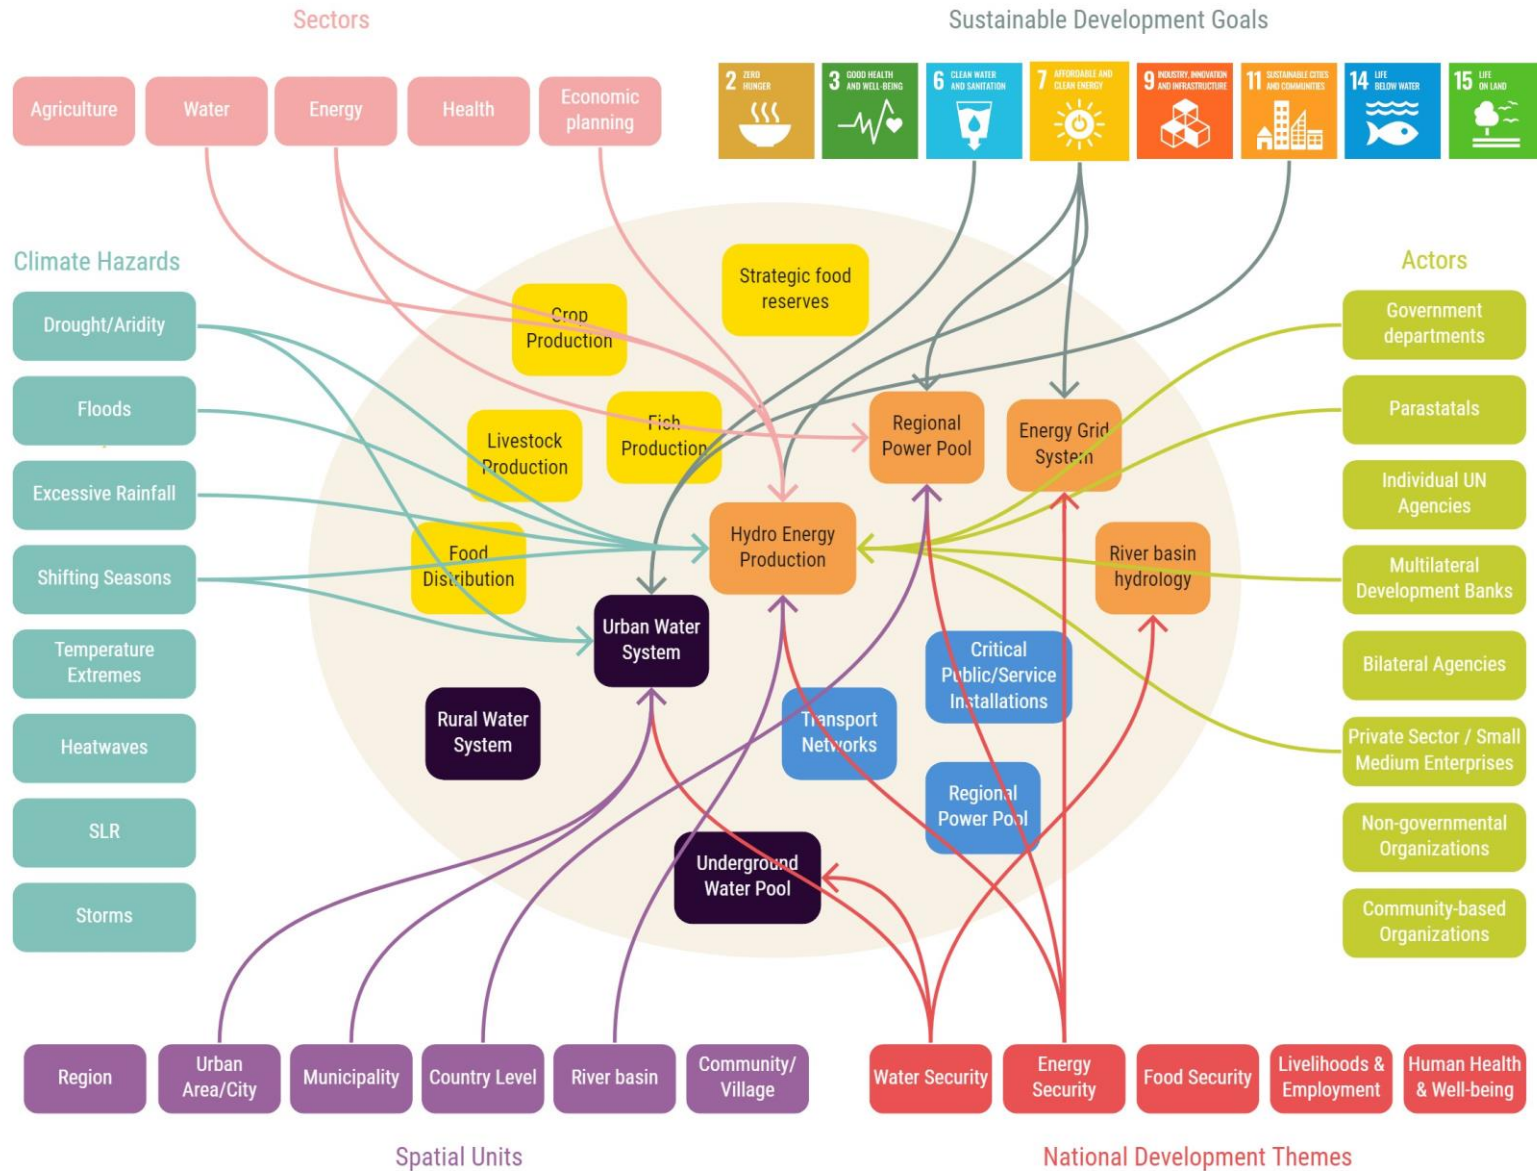 Sectors
Sustainable Development Goals
Agriculture
Water
Energy
Health
Economic
planning
2 ZERO
HUNGER
3 GOOD HEALTH
AND WELL-BEING
6 CLEAN WATER
AND SANITATION
7 AFFORDABLE AND
CLEAN ENERGY
9 INDUSTRY, INNOVATION
AND INFRASTRUCTURE
11 SUSTAINABLE CITIES
AND COMMUNITIES
14 LIFE
BELOW WATER
15 LIFE
ON LAND
Climate Hazards
Drought/Aridity
Floods
Excessive Rainfall
Shifting Seasons
Temperature
Extremes
Heatwaves
SLR
Storms
Strategic food
reserves
Crop
Production
Livestock
Production
Fish
Production
Food
Distribution
Regional
Power Pool
Energy Grid
System
Hydro Energy
Production
River basin
hydrology
Urban Water
System
Rural Water
System
Underground
Water Pool
Critical
Public/Service
Installations
Transport
Networks
Regional
Power Pool
Actors
Government
departments
Parastatals
Individual UN
Agencies
Multilateral
Development Banks
Bilateral Agencies
Private Sector / Small
Medium Enterprises
Non-governmental
Organizations
Community-based
Organizations
Region
Urban
Area/City
Municipality
Country Level
River basin
Community/
Village
Water Security
Energy
Security
Food Security
Livelihoods &
Employment
Human Health
& Well-being
Spatial Units
National Development Themes